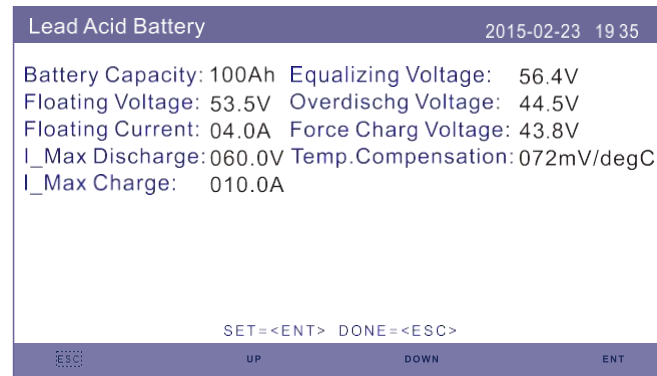 Lead Acid Battery 2015-02-23 19 35
Battery Capacity: 100Ah Equalizing Voltage: 56.4V
Floating Voltage: 53.5V Overdischg Voltage: 44.5V
Floating Current: 04.0A Force Charg Voltage: 43.8V
I_Max Discharge: 060.0V Temp.Compensation: 072mV/degC
I_Max Charge: 010.0A
SET=<ENT> DONE=<ESC>
ESC UP DOWN ENT